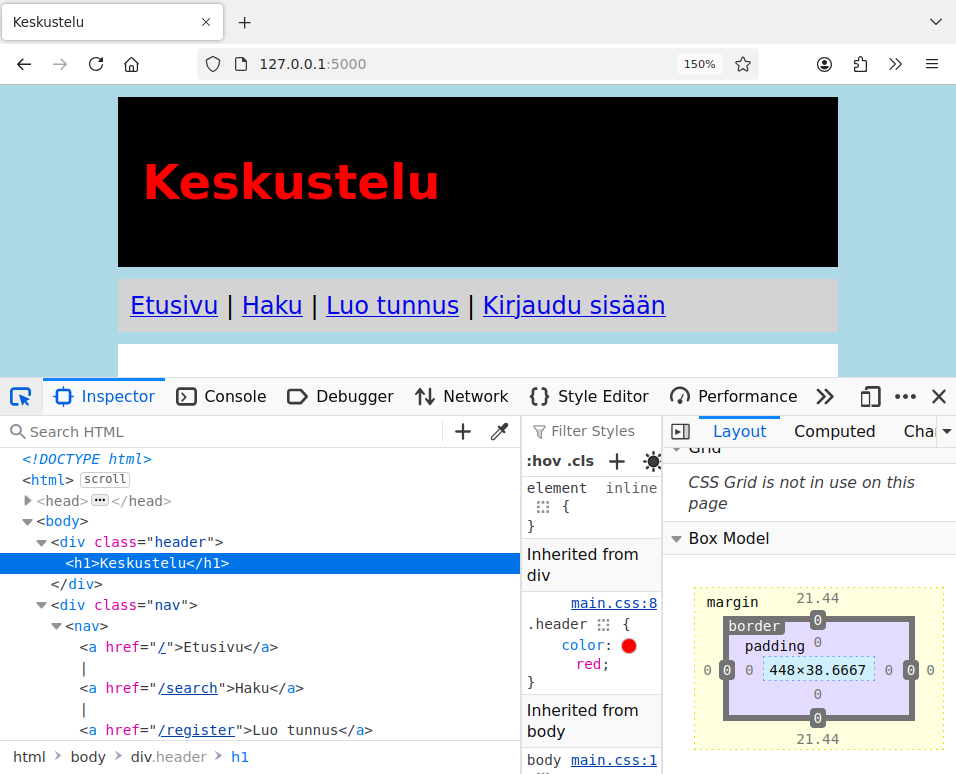 Keskustelu
127.0.0.1:5000
150%
Keskustelu
Etusivu | Haku | Luo tunnus | Kirjaudu sisään
Inspector
Console
Debugger
Network
Style Editor
Performance
Search HTML
<!DOCTYPE html>
<html> scroll
<head> ••• </head>
<body>
<div class="header">
<h1>Keskustelu</h1>
</div>
<div class="nav">
<nav>
<a href="/">Etusivu</a>
|
<a href="/search">Haku</a>
|
<a href="/register">Luo tunnus</a>
html > body > div.header > h1
Filter Styles
:hov .cls
element inline
{
}
Inherited from
div
main.css:8
.header {
color:
red;
}
Inherited from
body
body main.css:1
Layout
Computed
Cha
Grid
CSS Grid is not in use on this
page
Box Model
margin 21.44
border 0
padding 0
0 0 0 448×38.6667 0 0 0
0
0
21.44